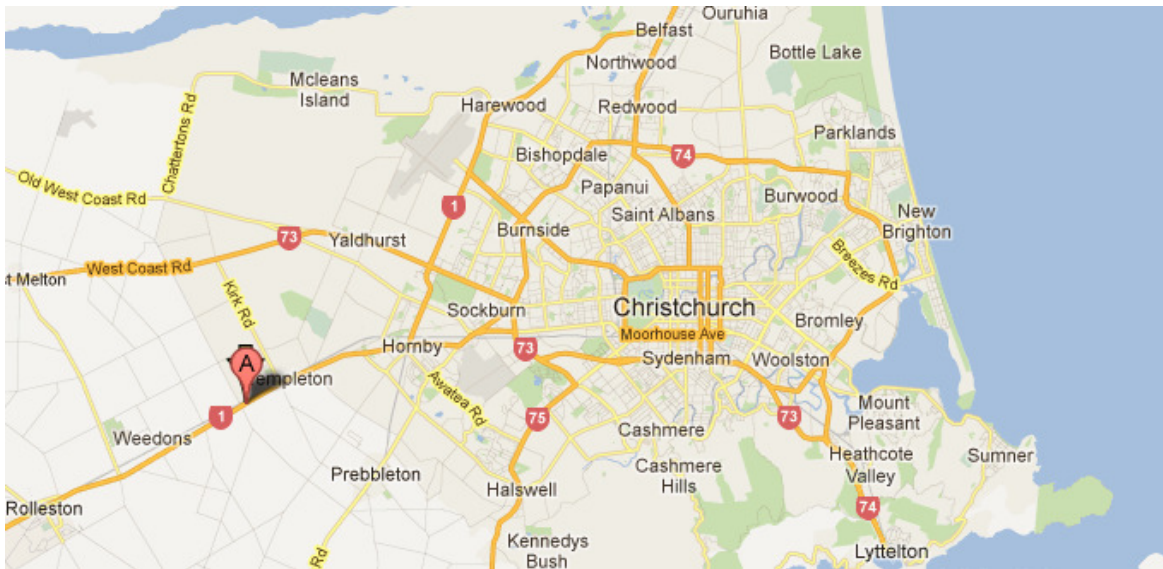 Ouruhia
Belfast
Bottle Lake
Northwood
Mcleans
Island
Harewood
Redwood
Chattertons Rd
Parklands
Bishopdale
74
Old West Coast Rd
Papanui
Burwood
1
Saint Albans
New
Brighton
73
Yaldhurst
Burnside
Breezes Rd
West Coast Rd
Melton
Kirk Rd
Sockburn
Christchurch
Bromley
Moorhouse Ave
Hornby
73
Sydenham
Woolston
A
Awatea Rd
1
75
73
Mount
Pleasant
Weedons
Cashmere
Heathcote
Valley
Sumner
Prebbleton
Cashmere
Hills
Halswell
Rolleston
74
Kennedys
Bush
Rd
Lyttelton